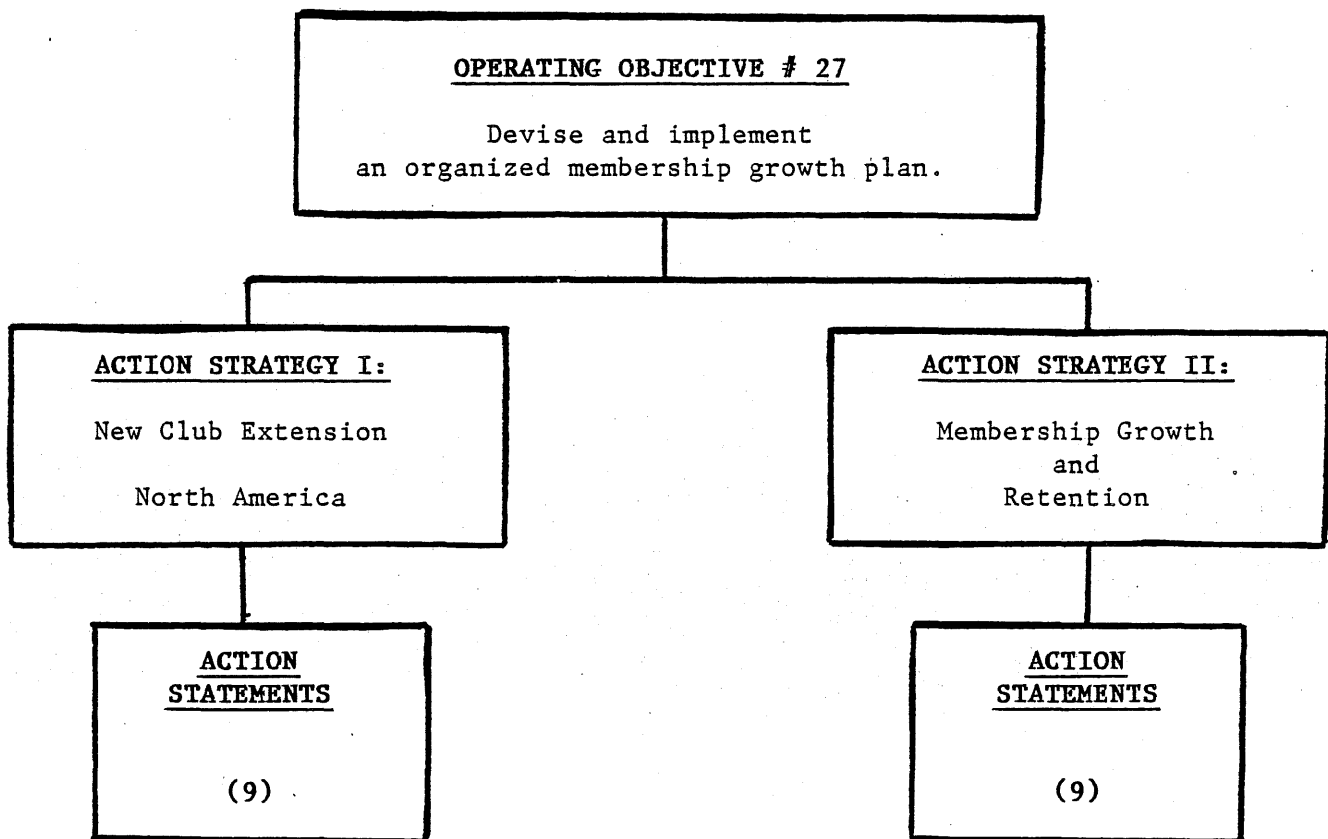 OPERATING OBJECTIVE # 27
Devise and implement
an organized membership growth plan.
ACTION STRATEGY I:
New Club Extension
North America
ACTION STRATEGY II:
Membership Growth
and
Retention
ACTION
STATEMENTS
(9)
ACTION
STATEMENTS
(9)